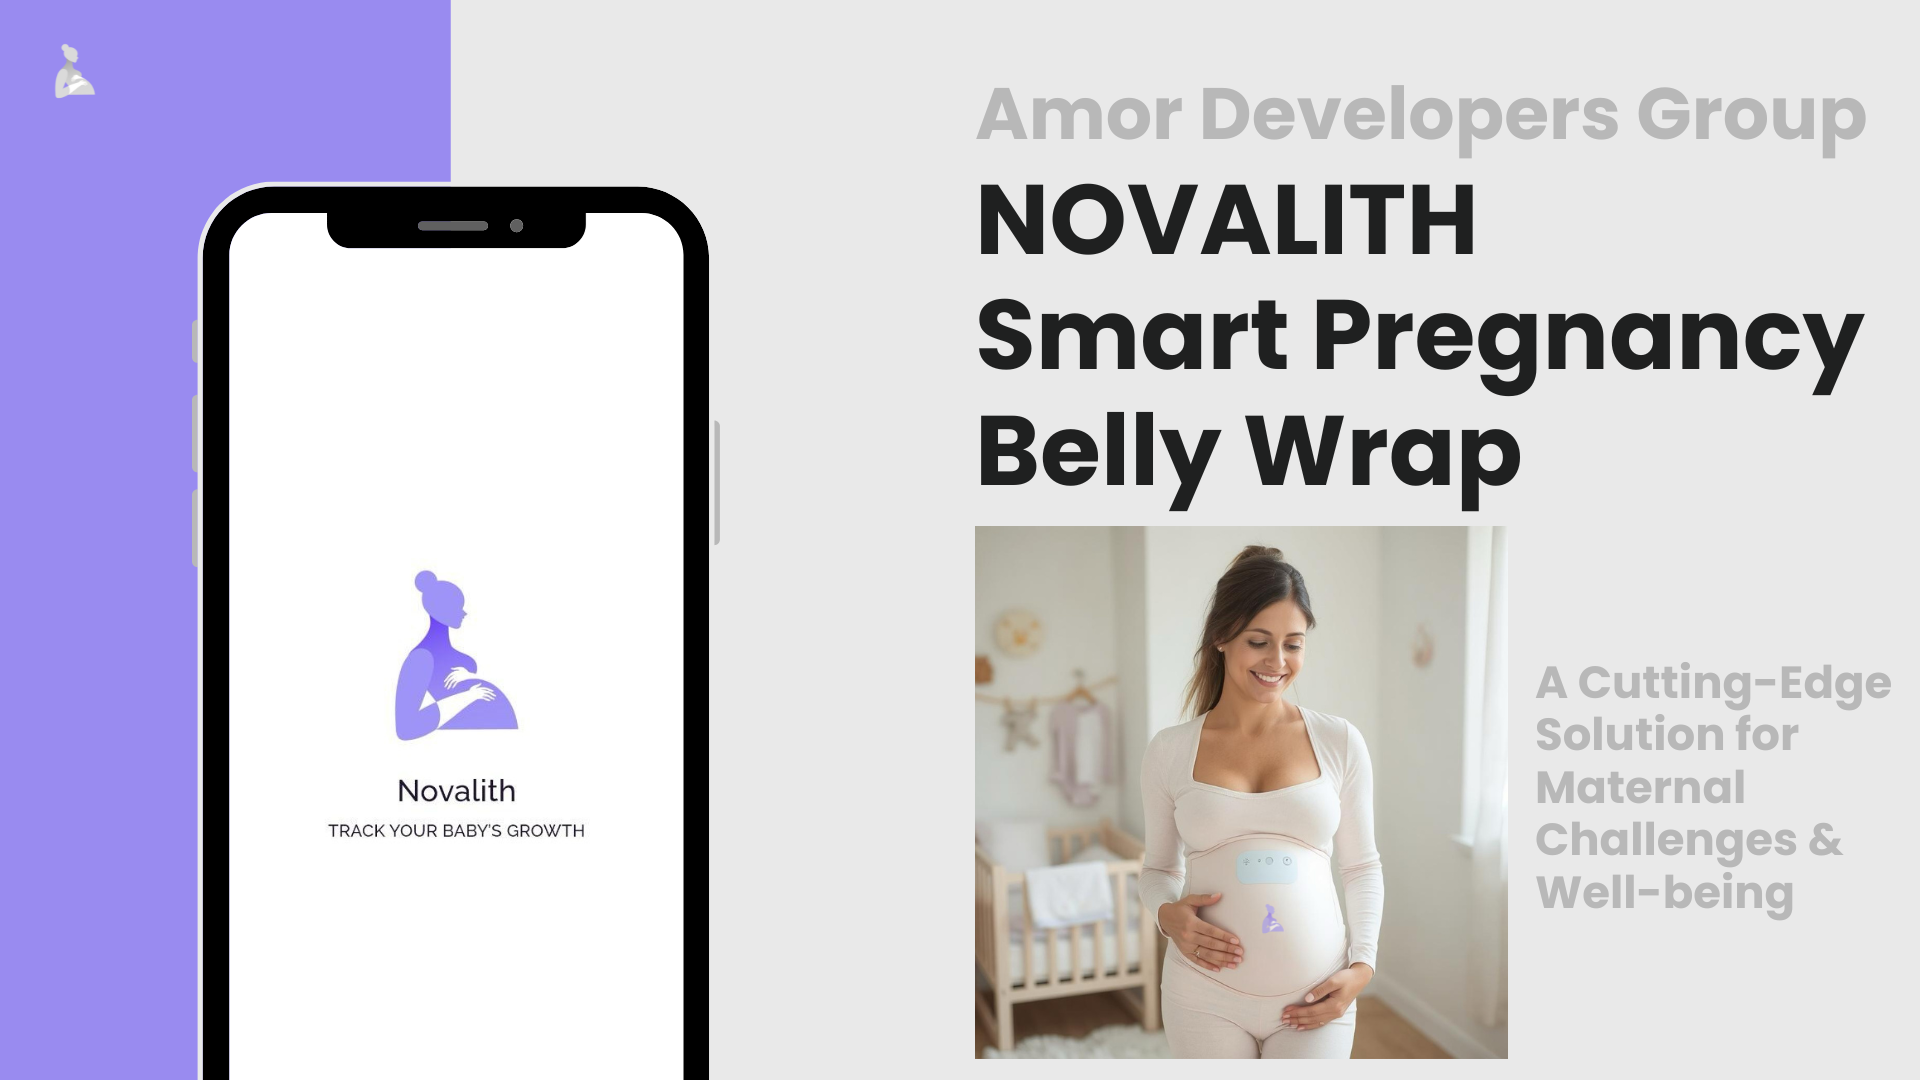 Amor Developers Group
NOVALITH
Smart Pregnancy
Belly Wrap
A Cutting-Edge
Solution for
Maternal
Challenges &
Well-being
Novalith
TRACK YOUR BABY'S GROWTH